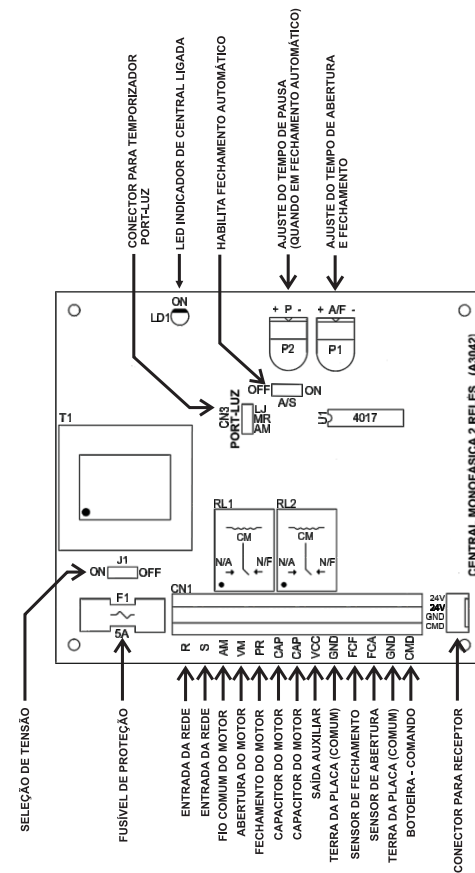 CONECTOR PARA TEMPORIZADOR
PORT-LUZ
LED INDICADOR DE CENTRAL LIGADA
HABILITA FECHAMENTO AUTOMÁTICO
AJUSTE DO TEMPO DE PAUSA
(QUANDO EM FECHAMENTO AUTOMÁTICO)
AJUSTE DO TEMPO DE ABERTURA
E FECHAMENTO
ON
LD1
+ P -
P2
+ A/F -
P1
OFF
ON
A/S
T1
CN3
PORT-LUZ
LJ
MR
AM
U1
4017
RL1
CM
N/A
N/F
RL2
CM
N/A
N/F
J1
ON
OFF
F1
5A
CN1
CENTRAL MONOFASICA 2 RELES (A3042)
24V
24V
GND
CMD
R
S
AM
VM
PR
CAP
CAP
VCC
GND
FCF
FCA
GND
CMD
SELEÇÃO DE TENSÃO
FUSÍVEL DE PROTEÇÃO
ENTRADA DA REDE
ENTRADA DA REDE
FIO COMUM DO MOTOR
ABERTURA DO MOTOR
FECHAMENTO DO MOTOR
CAPACITOR DO MOTOR
CAPACITOR DO MOTOR
SAÍDA AUXILIAR
TERRA DA PLACA (COMUM)
SENSOR DE FECHAMENTO
SENSOR DE ABERTURA
TERRA DA PLACA (COMUM)
BOTOEIRA - COMANDO
CONECTOR PARA RECEPTOR